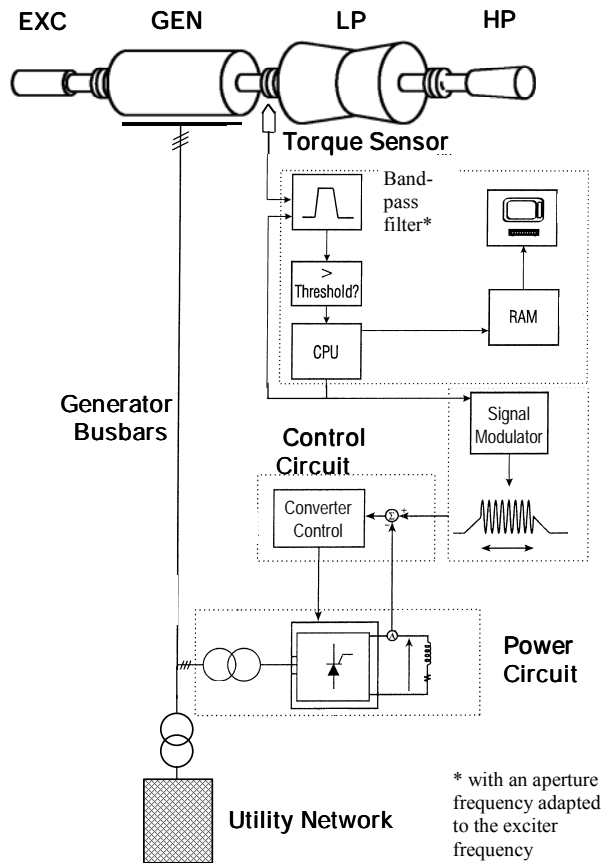 EXC GEN LP HP
Torque Sensor
Band-
pass
filter*
>
Threshold?
CPU
RAM
Generator
Busbars
Signal
Modulator
Control
Circuit
Converter
Control
Σ
+
-
A
Power
Circuit
Utility Network
* with an aperture
frequency adapted
to the exciter
frequency